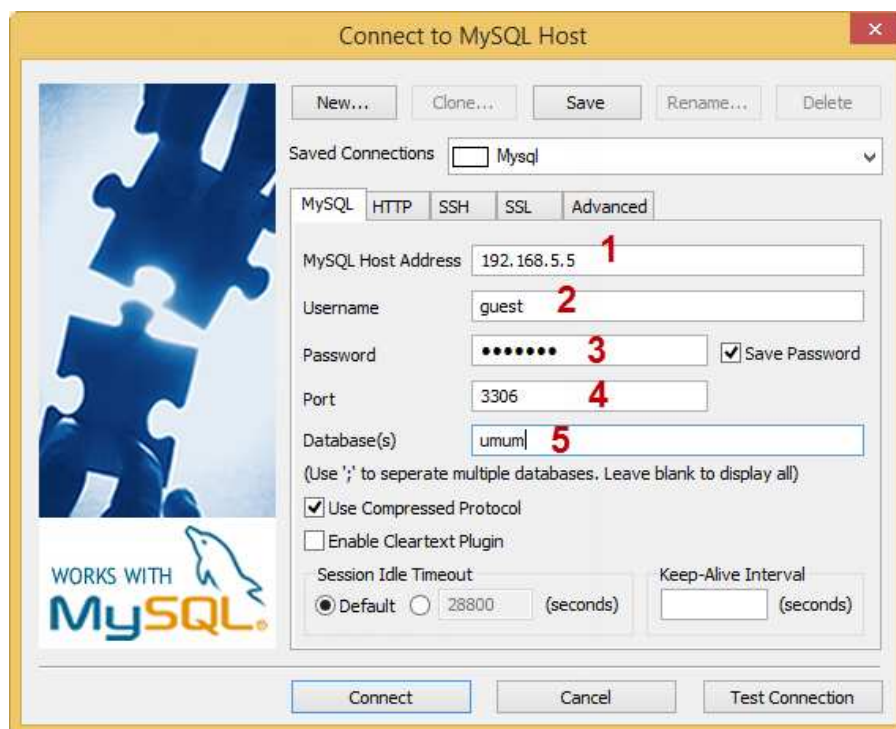 Connect to MySQL Host
New... Clone... Save Rename... Delete
Saved Connections Mysql
MySQL HTTP SSH SSL Advanced
MySQL Host Address 192.168.5.5 1
Username guest 2
Password ••••••• 3 Save Password
Port 3306 4
Database(s) umum 5
(Use ';' to seperate multiple databases. Leave blank to display all)
Use Compressed Protocol
Enable Cleartext Plugin
Session Idle Timeout Keep-Alive Interval
Default 28800 (seconds) (seconds)
WORKS WITH
MySQL®
Connect Cancel Test Connection